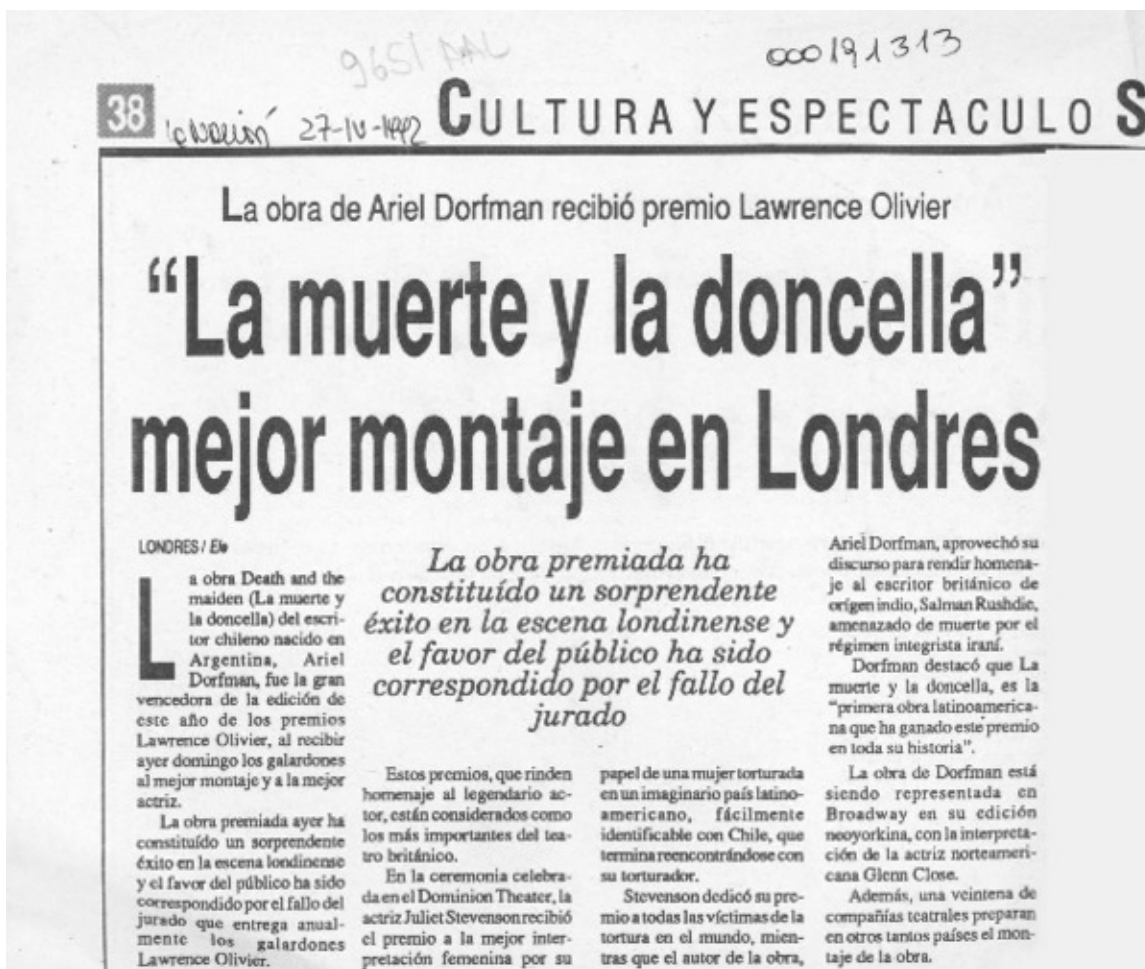 9651 AAL
000191313
38 La Nación 27-IV-1992 CULTURA Y ESPECTACULO S
La obra de Ariel Dorfman recibió premio Lawrence Olivier
“La muerte y la doncella”
mejor montaje en Londres
LONDRES / Efe
La obra Death and the
maiden (La muerte y
la doncella) del escri-
tor chileno nacido en
Argentina, Ariel
Dorfman, fue la gran
vencedora de la edición de
este año de los premios
Lawrence Olivier, al recibir
ayer domingo los galardones
al mejor montaje y a la mejor
actriz.
La obra premiada ayer ha
constituído un sorprendente
éxito en la escena londinense
y el favor del público ha sido
correspondido por el fallo del
jurado que entrega anual-
mente los galardones
Lawrence Olivier.
La obra premiada ha
constituído un sorprendente
éxito en la escena londinense y
el favor del público ha sido
correspondido por el fallo del
jurado
Estos premios, que rinden
homenaje al legendario ac-
tor, están considerados como
los más importantes del tea-
tro británico.
En la ceremonia celebra-
da en el Dominion Theater, la
actriz Juliet Stevenson recibió
el premio a la mejor inter-
pretación femenina por su
papel de una mujer torturada
en un imaginario país latino-
americano, fácilmente
identificable con Chile, que
termina reencontrándose con
su torturador.
Stevenson dedicó su pre-
mio a todas las víctimas de la
tortura en el mundo, mien-
tras que el autor de la obra,
Ariel Dorfman, aprovechó su
discurso para rendir homena-
je al escritor británico de
orígen indio, Salman Rushdie,
amenazado de muerte por el
régimen integrista iraní.
Dorfman destacó que La
muerte y la doncella, es la
“primera obra latinoamerica-
na que ha ganado este premio
en toda su historia”.
La obra de Dorfman está
siendo representada en
Broadway en su edición
neoyorkina, con la interpreta-
ción de la actriz norteameri-
cana Glenn Close.
Además, una veintena de
compañías teatrales preparan
en otros tantos países el mon-
taje de la obra.